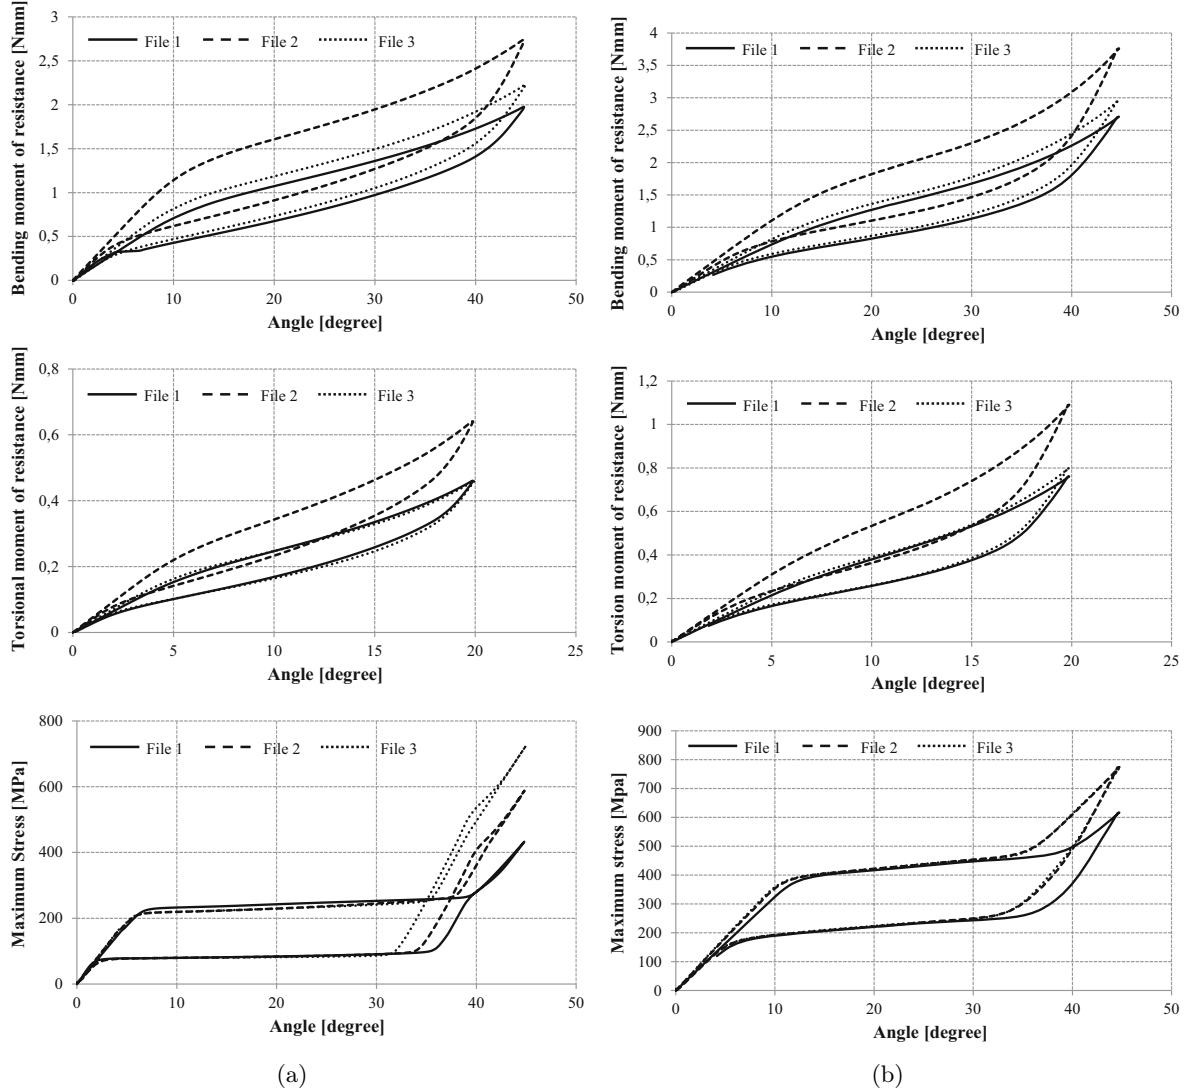 Bending moment of resistance [Nmm]
3
2,5
2
1,5
1
0,5
0
File 1 File 2 File 3
0 10 20 30 40 50
Angle [degree]
Bending moment of resistance [Nmm]
4
3,5
3
2,5
2
1,5
1
0,5
0
File 1 File 2 File 3
0 10 20 30 40 50
Angle [degree]
Torsional moment of resistance [Nmm]
0,8
0,6
0,4
0,2
0
File 1 File 2 File 3
0 5 10 15 20 25
Angle [degree]
Torsion moment of resistance [Nmm]
1,2
1
0,8
0,6
0,4
0,2
0
File 1 File 2 File 3
0 5 10 15 20 25
Angle [degree]
Maximum Stress [MPa]
800
600
400
200
0
File 1 File 2 File 3
0 10 20 30 40 50
Angle [degree]
Maximum stress [Mpa]
900
800
700
600
500
400
300
200
100
0
File 1 File 2 File 3
0 10 20 30 40 50
Angle [degree]
(a)
(b)